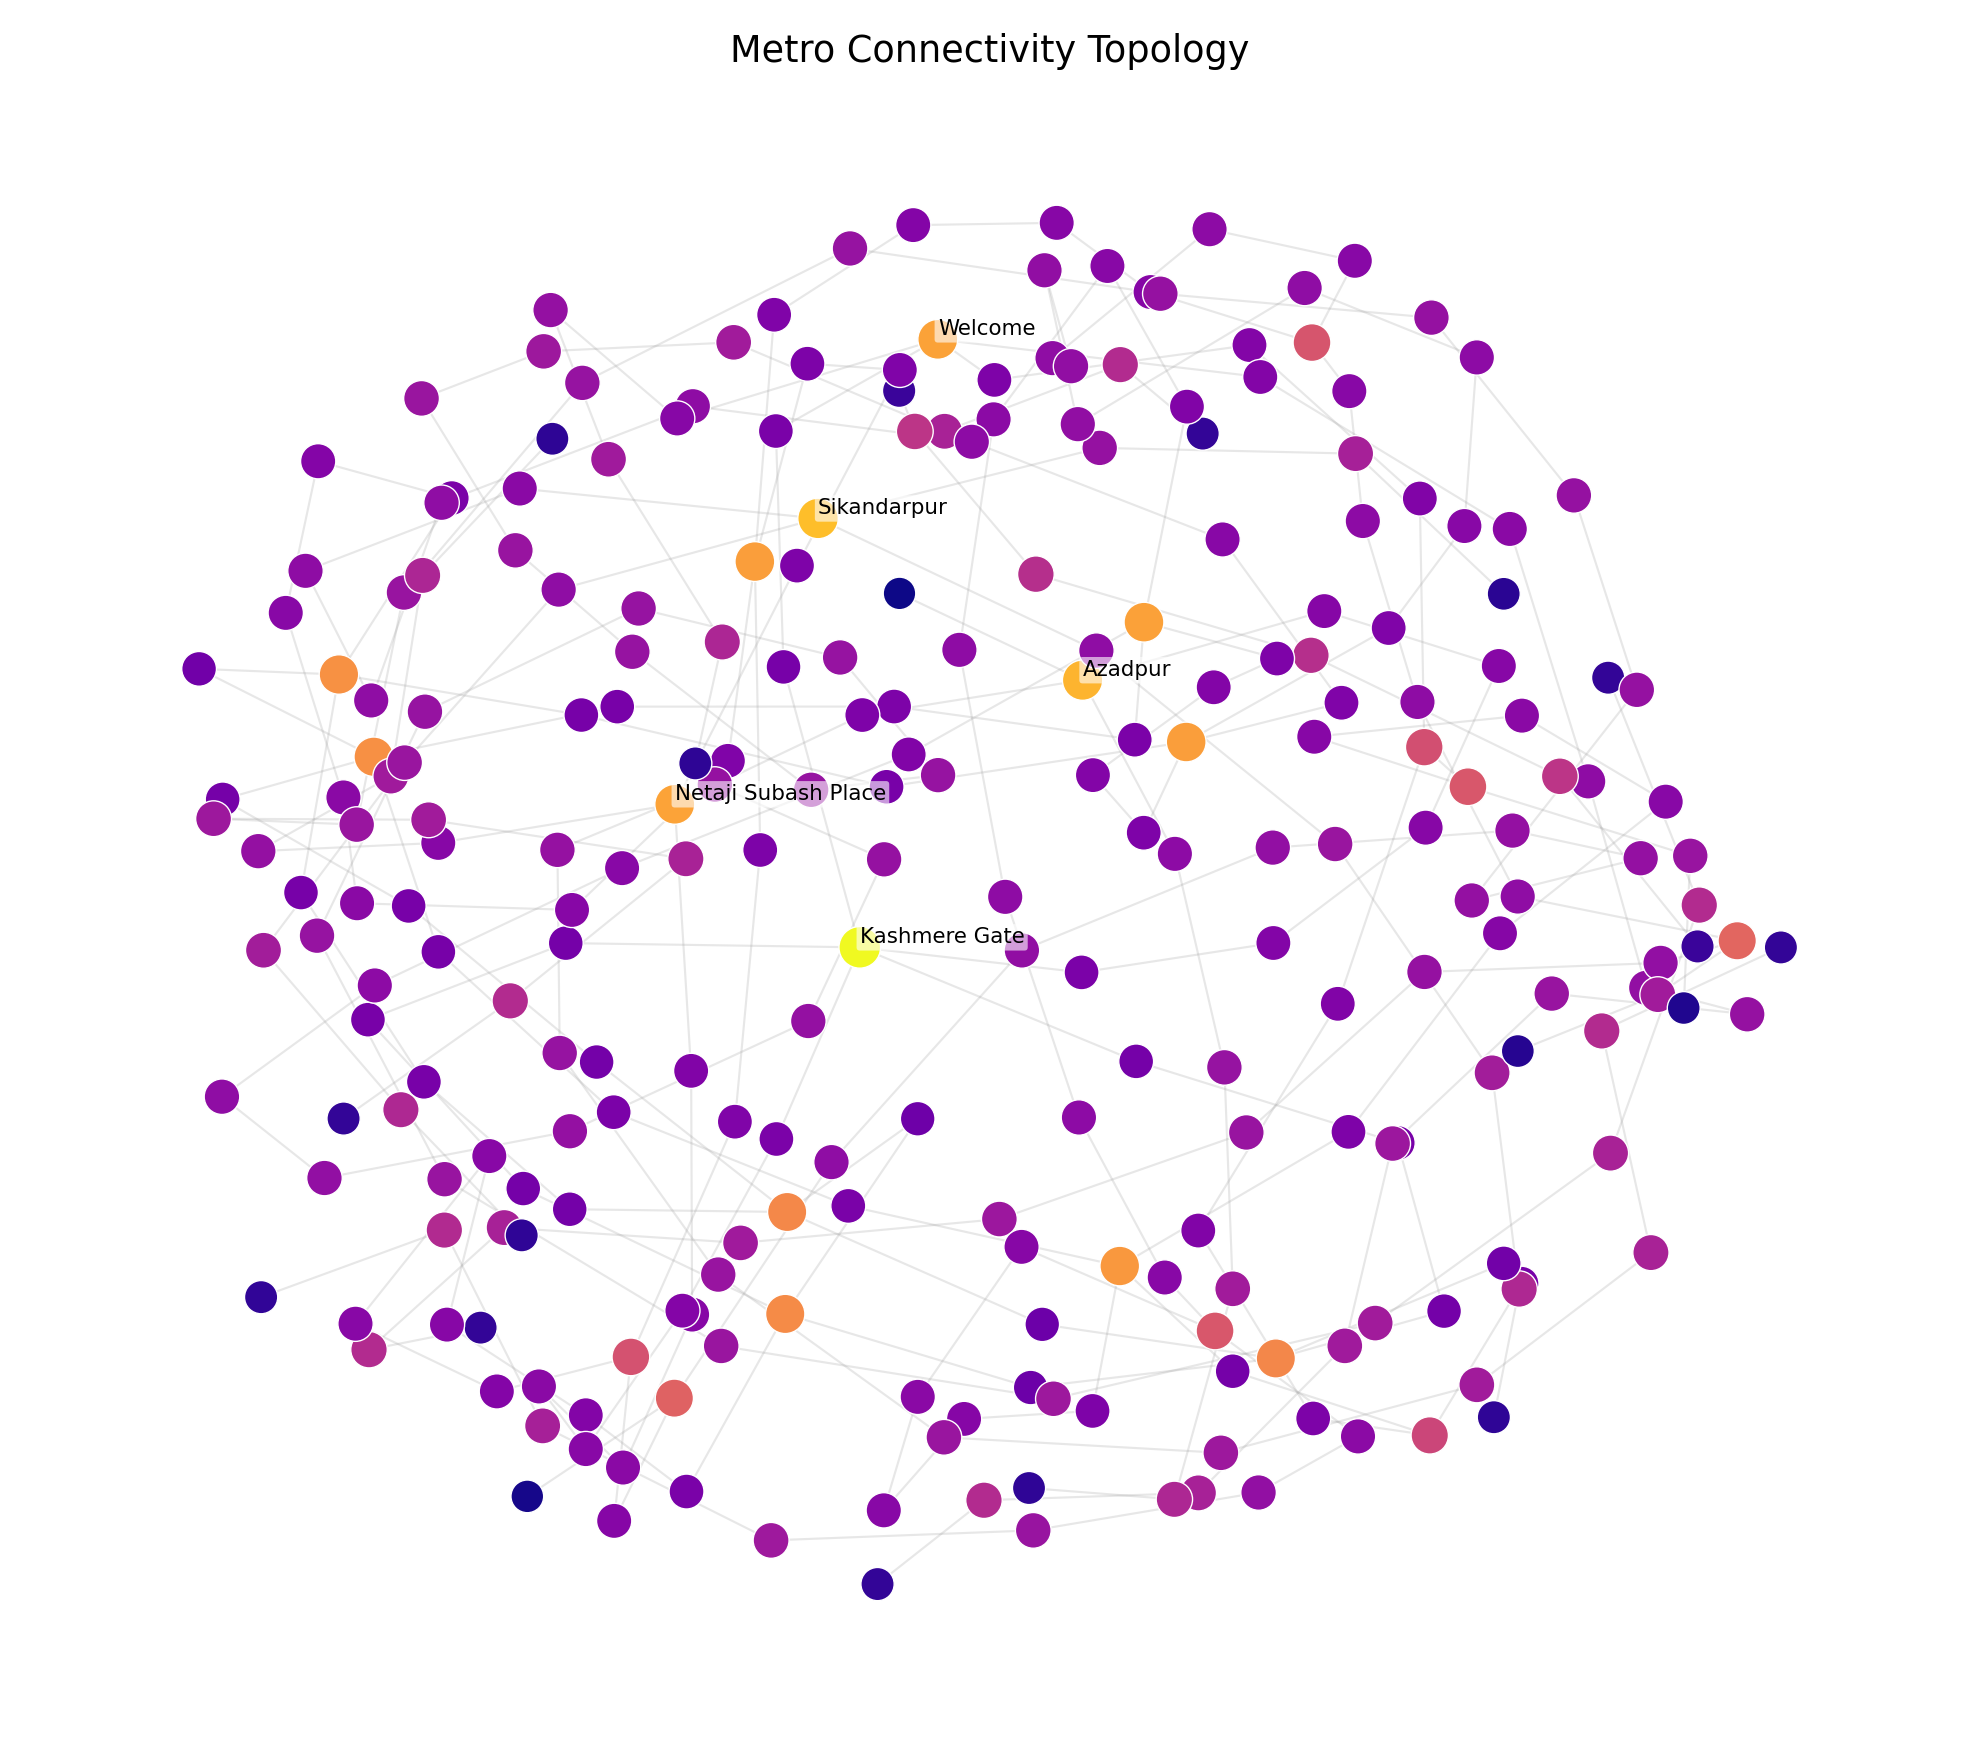 Metro Connectivity Topology
Welcome
Sikandarpur
Azadpur
Netaji Subash Place
Kashmere Gate